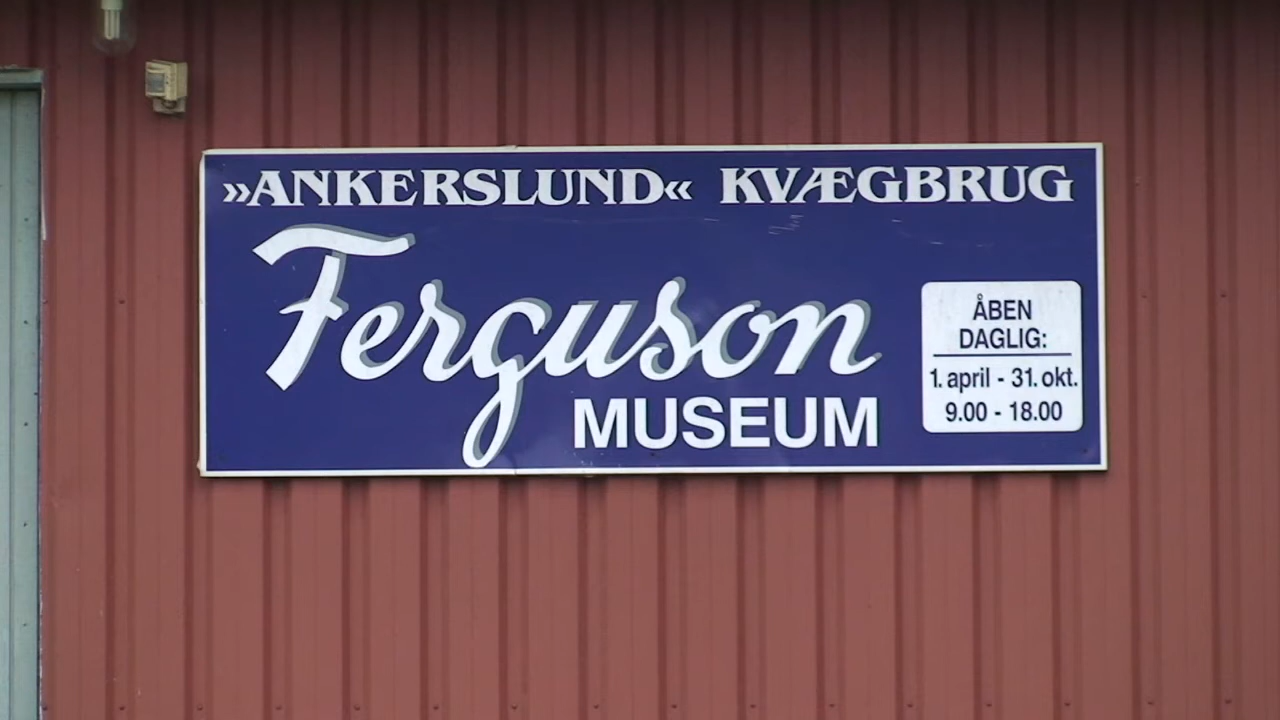 »ANKERSLUND« KVÆGBRUG
Ferguson
MUSEUM
ÅBEN
DAGLIG:
1. april - 31. okt.
9.00 - 18.00